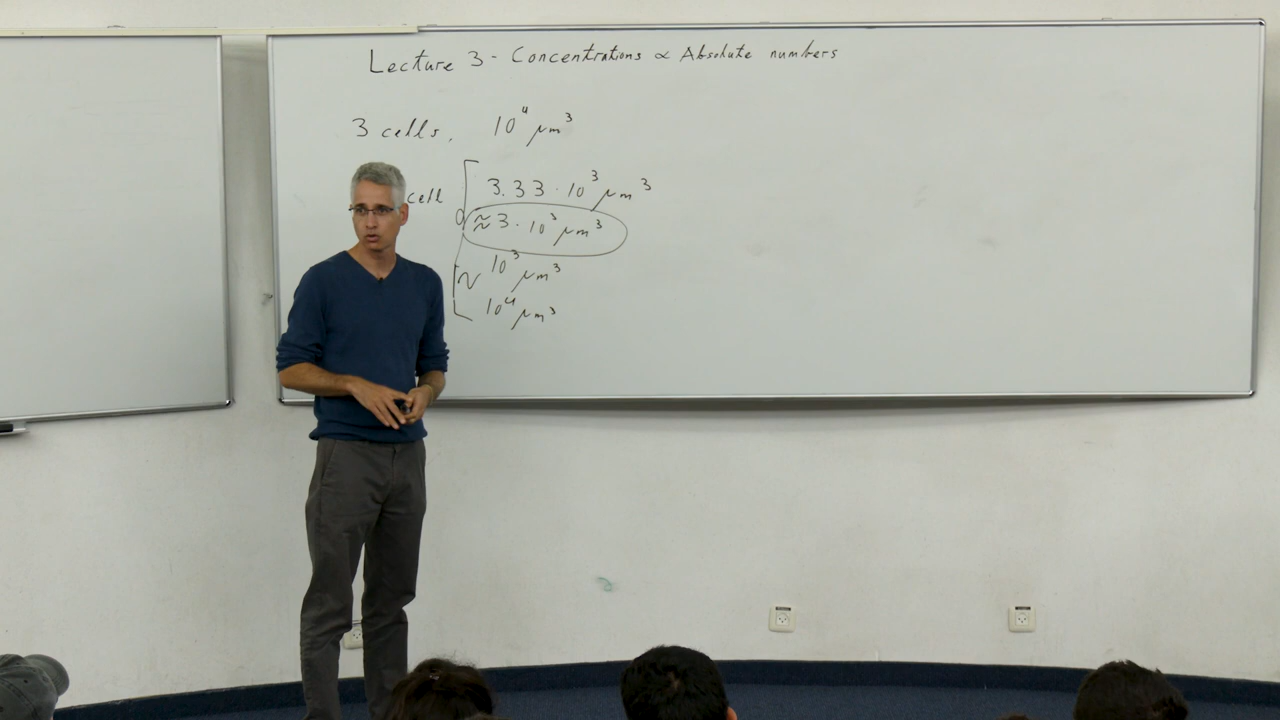 Lecture 3 - Concentrations ∝ Absolute numbers
3 cells, 10⁴ μm³
cell 3.33 · 10³ μm³
≈ 3 · 10³ μm³
~ 10³ μm³
10⁴ μm³